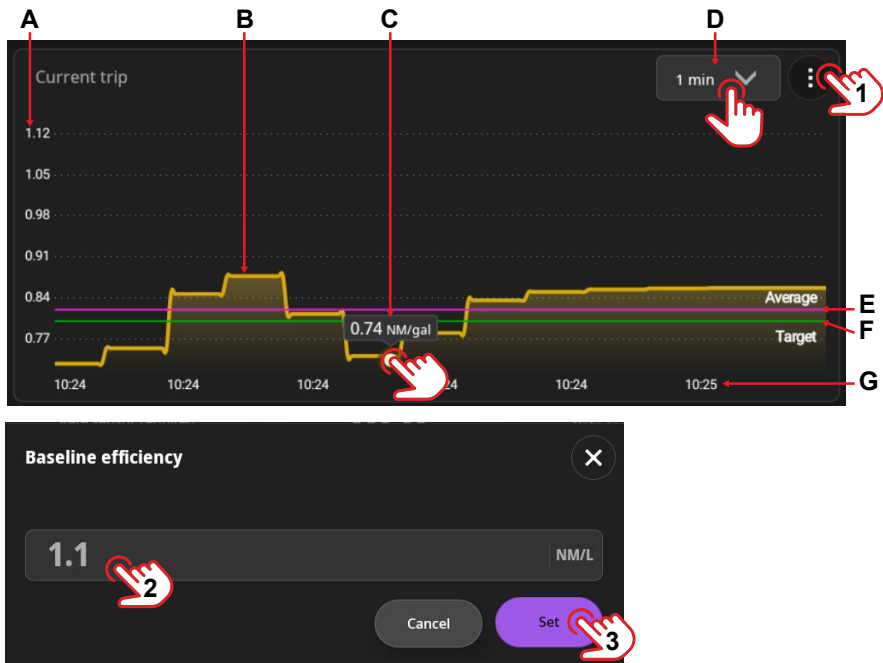 A B C D
Current trip
1 min
1
1.12
1.05
0.98
0.91
0.84
Average
E
F
0.77
0.74 NM/gal
Target
10:24 10:24 10:24 24 10:24 10:25
G
Baseline efficiency
1.1
NM/L
2
Cancel
Set
3